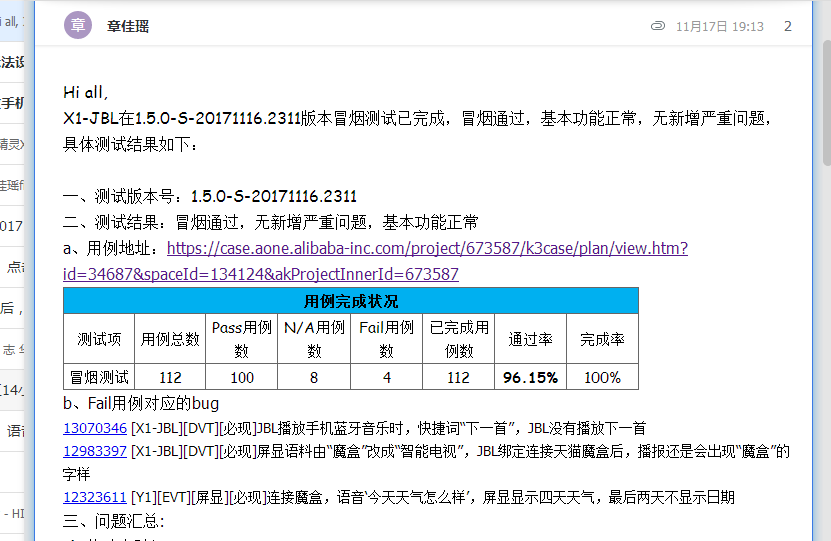 章
章佳瑶
11月17日 19:13
2
Hi all,
X1-JBL在1.5.0-S-20171116.2311版本冒烟测试已完成，冒烟通过，基本功能正常，无新增严重问题，
具体测试结果如下：
一、测试版本号：1.5.0-S-20171116.2311
二、测试结果：冒烟通过，无新增严重问题，基本功能正常
a、用例地址：https://case.aone.alibaba-inc.com/project/673587/k3case/plan/view.htm?
id=34687&spaceId=134124&akProjectInnerId=673587
用例完成状况
测试项 用例总数 Pass用例数 N/A用例数 Fail用例数 已完成用例数 通过率 完成率
冒烟测试 112 100 8 4 112 96.15% 100%
b、Fail用例对应的bug
13070346 [X1-JBL][DVT][必现]JBL播放手机蓝牙音乐时，快捷词“下一首”，JBL没有播放下一首
12983397 [X1-JBL][DVT][必现]屏显语料由“魔盒”改成“智能电视”，JBL绑定连接天猫魔盒后，播报还是会出现“魔盒”的
字样
12323611 [Y1][EVT][屏显][必现]连接魔盒，语音‘今天天气怎么样’，屏显显示四天天气，最后两天不显示日期
三、问题汇总：
i all,
法设
手机
精灵X
佳瑶f
017
点击
后，
志 华
14
语音
- HI